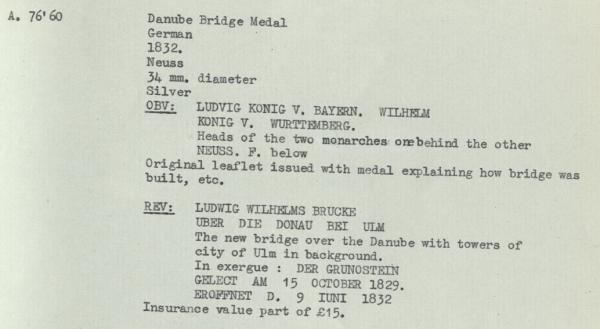 A. 76'60
Danube Bridge Medal
German
1832.
Neuss
34 mm. diameter
Silver
OBV: LUDVIG KONIG V. BAYERN. WILHELM
KONIG V. WURTTEMBERG.
Heads of the two monarches one behind the other
NEUSS. F. below
Original leaflet issued with medal explaining how bridge was
built, etc.
REV: LUDWIG WILHELMS BRUCKE
UBER DIE DONAU BEI ULM
The new bridge over the Danube with towers of
city of Ulm in background.
In exergue : DER GRUNOSTEIN
GELECT AM 15 OCTOBER 1829.
EROFFNET D. 9 IUNI 1832
Insurance value part of £15.